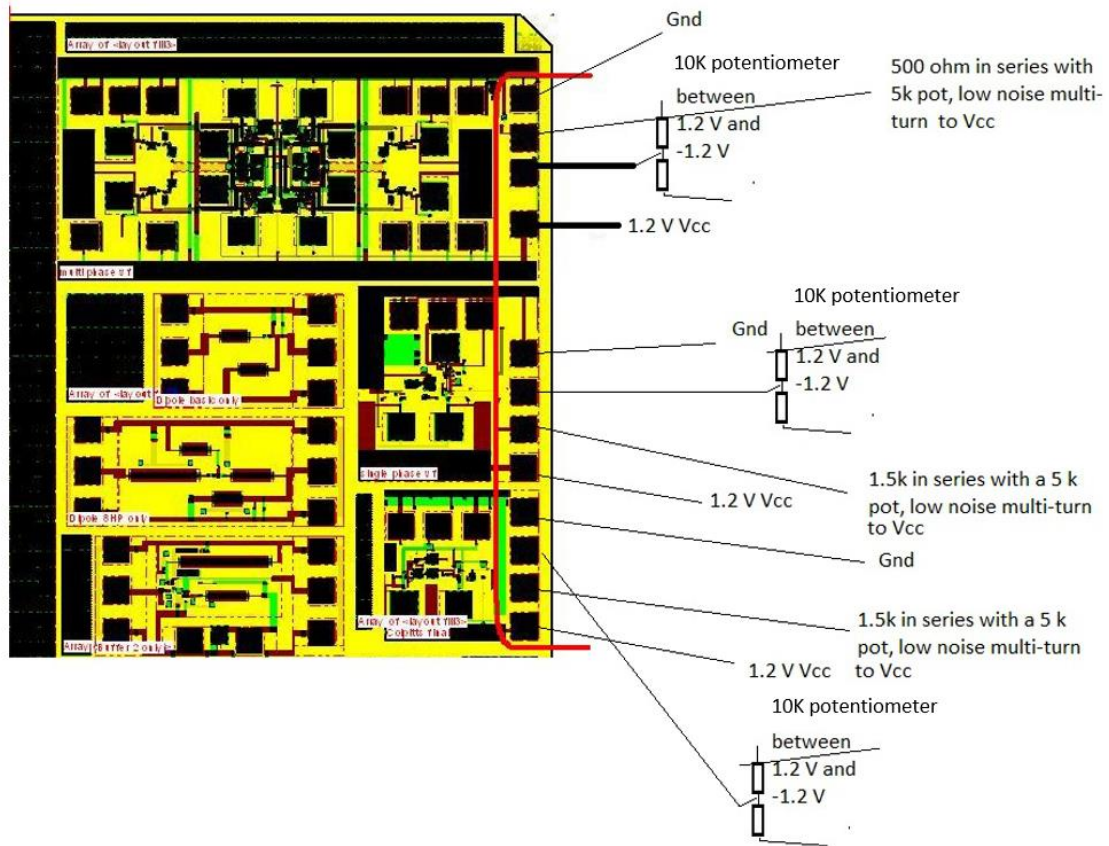 Array of <layout fill3>
Gnd
10K potentiometer
between
1.2 V and
-1.2 V
500 ohm in series with
5k pot, low noise multi-
turn to Vcc
1.2 V Vcc
multiphase vf
10K potentiometer
Gnd
between
1.2 V and
-1.2 V
Array of <layout
Dipole basic only
single phase vf
1.2 V Vcc
1.5k in series with a 5 k
pot, low noise multi-turn
to Vcc
Dipole BHP only
Gnd
Array of <layout fill3>
Colpitts final
1.5k in series with a 5 k
pot, low noise multi-turn
to Vcc
Array
Buffer 2 only
1.2 V Vcc
10K potentiometer
between
1.2 V and
-1.2 V